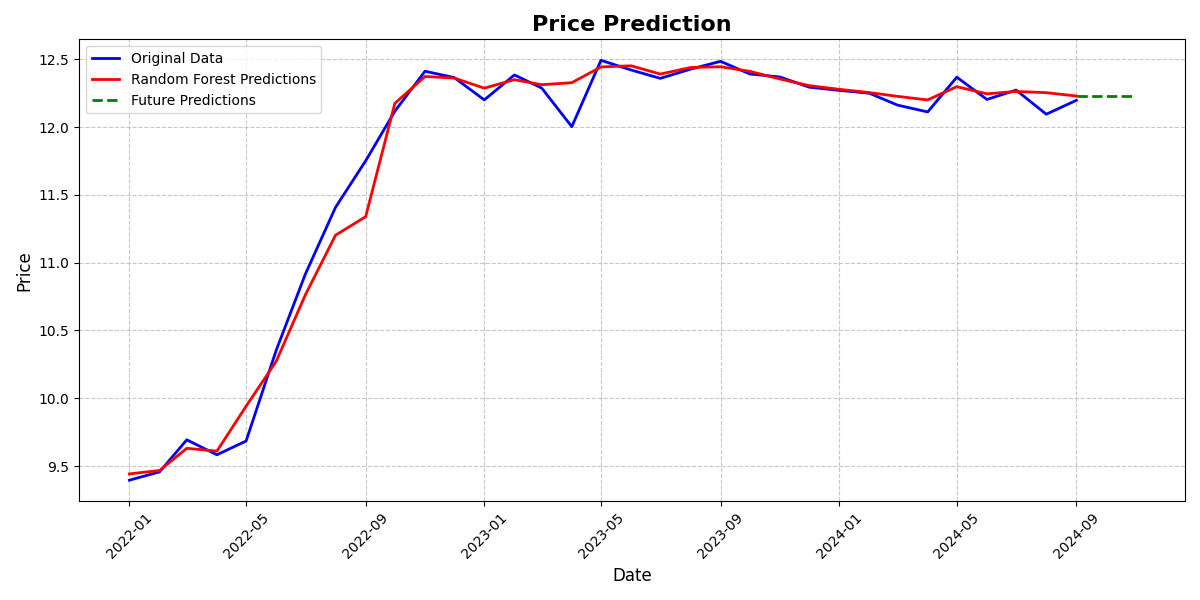 Price Prediction
Original Data
Random Forest Predictions
Future Predictions
Price
12.5
12.0
11.5
11.0
10.5
10.0
9.5
2022-01
2022-05
2022-09
2023-01
2023-05
2023-09
2024-01
2024-05
2024-09
Date